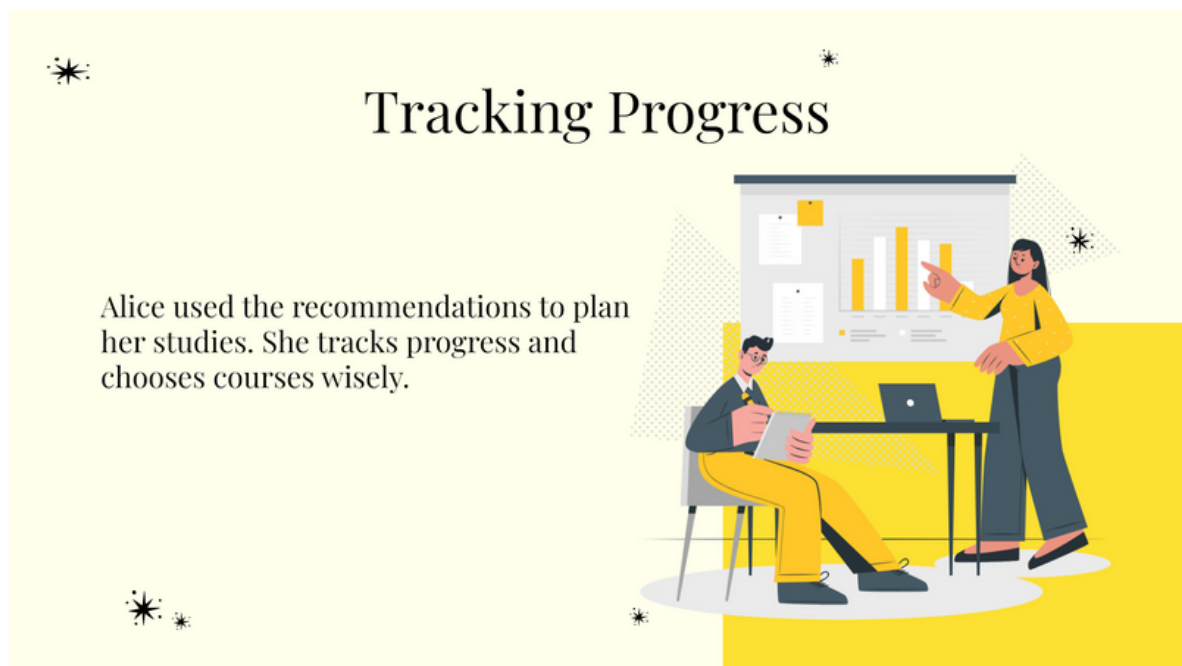 Tracking Progress
Alice used the recommendations to plan
her studies. She tracks progress and
chooses courses wisely.